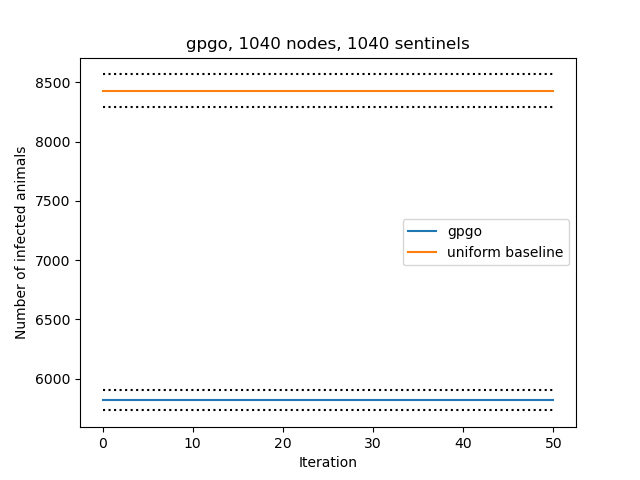 gpgo, 1040 nodes, 1040 sentinels
Number of infected animals
8500
8000
7500
7000
6500
6000
gpgo
uniform baseline
0 10 20 30 40 50
Iteration